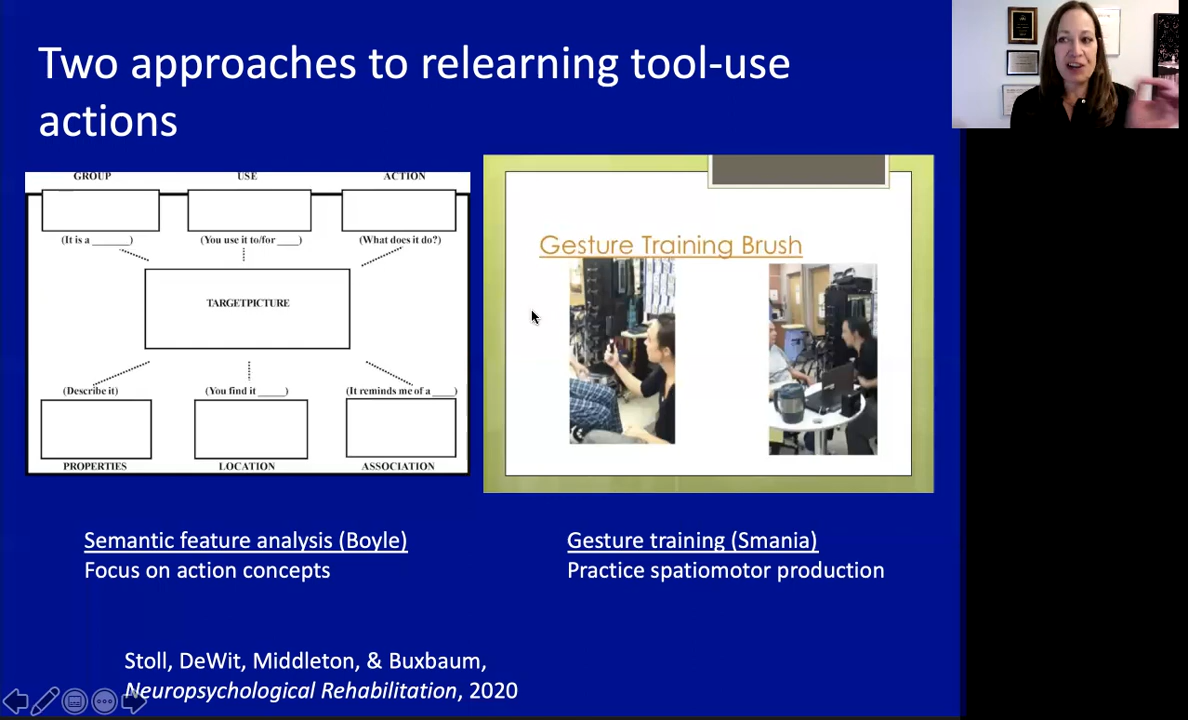 Two approaches to relearning tool-use
actions
GROUP USE ACTION
(It is a _______) (You use it to/for ____) (What does it do?)
TARGETPICTURE
(Describe it) (You find it _____) (It reminds me of a ____)
PROPERTIES LOCATION ASSOCIATION
Gesture Training Brush
Semantic feature analysis (Boyle)
Focus on action concepts
Gesture training (Smania)
Practice spatiomotor production
Stoll, DeWit, Middleton, & Buxbaum,
Neuropsychological Rehabilitation, 2020